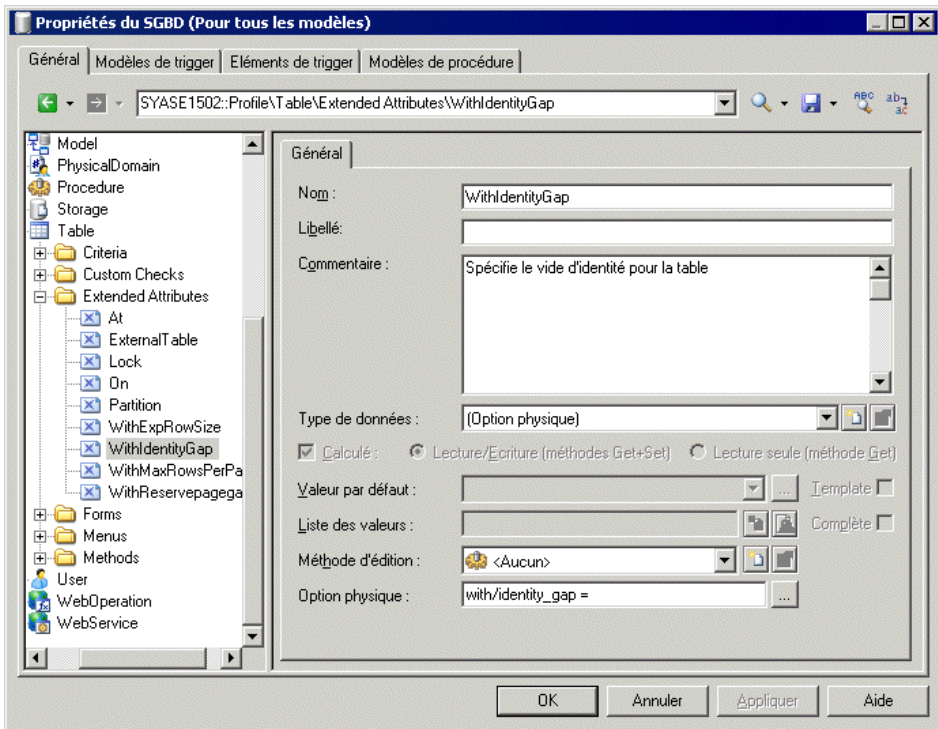 Propriétés du SGBD (Pour tous les modèles)
Général Modèles de trigger Eléments de trigger Modèles de procédure
SYASE1502::Profile\Table\Extended Attributes\WithIdentityGap
Model
PhysicalDomain
Procedure
Storage
Table
Criteria
Custom Checks
Extended Attributes
At
ExternalTable
Lock
On
Partition
WithExpRowSize
WithIdentityGap
WithMaxRowsPerPa
WithReservepagega
Forms
Menus
Methods
User
WebOperation
WebService
Général
Nom : WithIdentityGap
Libellé:
Commentaire : Spécifie le vide d'identité pour la table
Type de données : (Option physique)
Calculé : Lecture/Ecriture (méthodes Get+Set) Lecture seule (méthode Get)
Valeur par défaut : ... Template
Liste des valeurs : Complète
Méthode d'édition : <Aucun>
Option physique : with/identity_gap = ...
OK Annuler Appliquer Aide